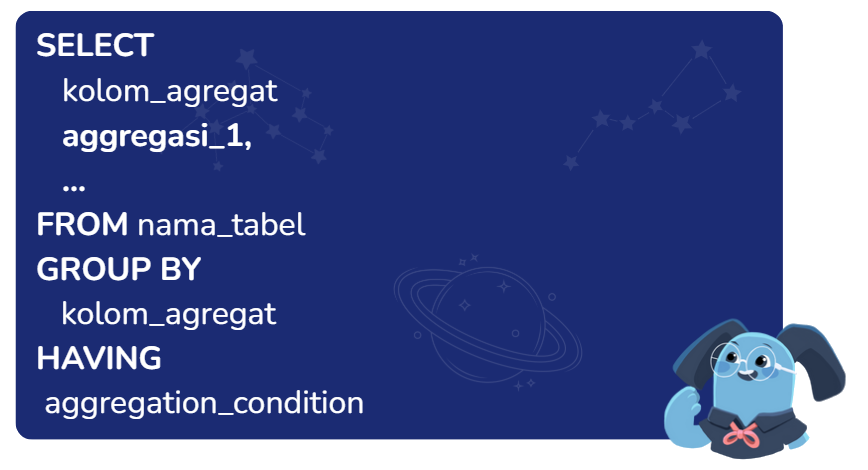 SELECT
kolom_agregat
aggregasi_1,
...
FROM nama_tabel
GROUP BY
kolom_agregat
HAVING
aggregation_condition